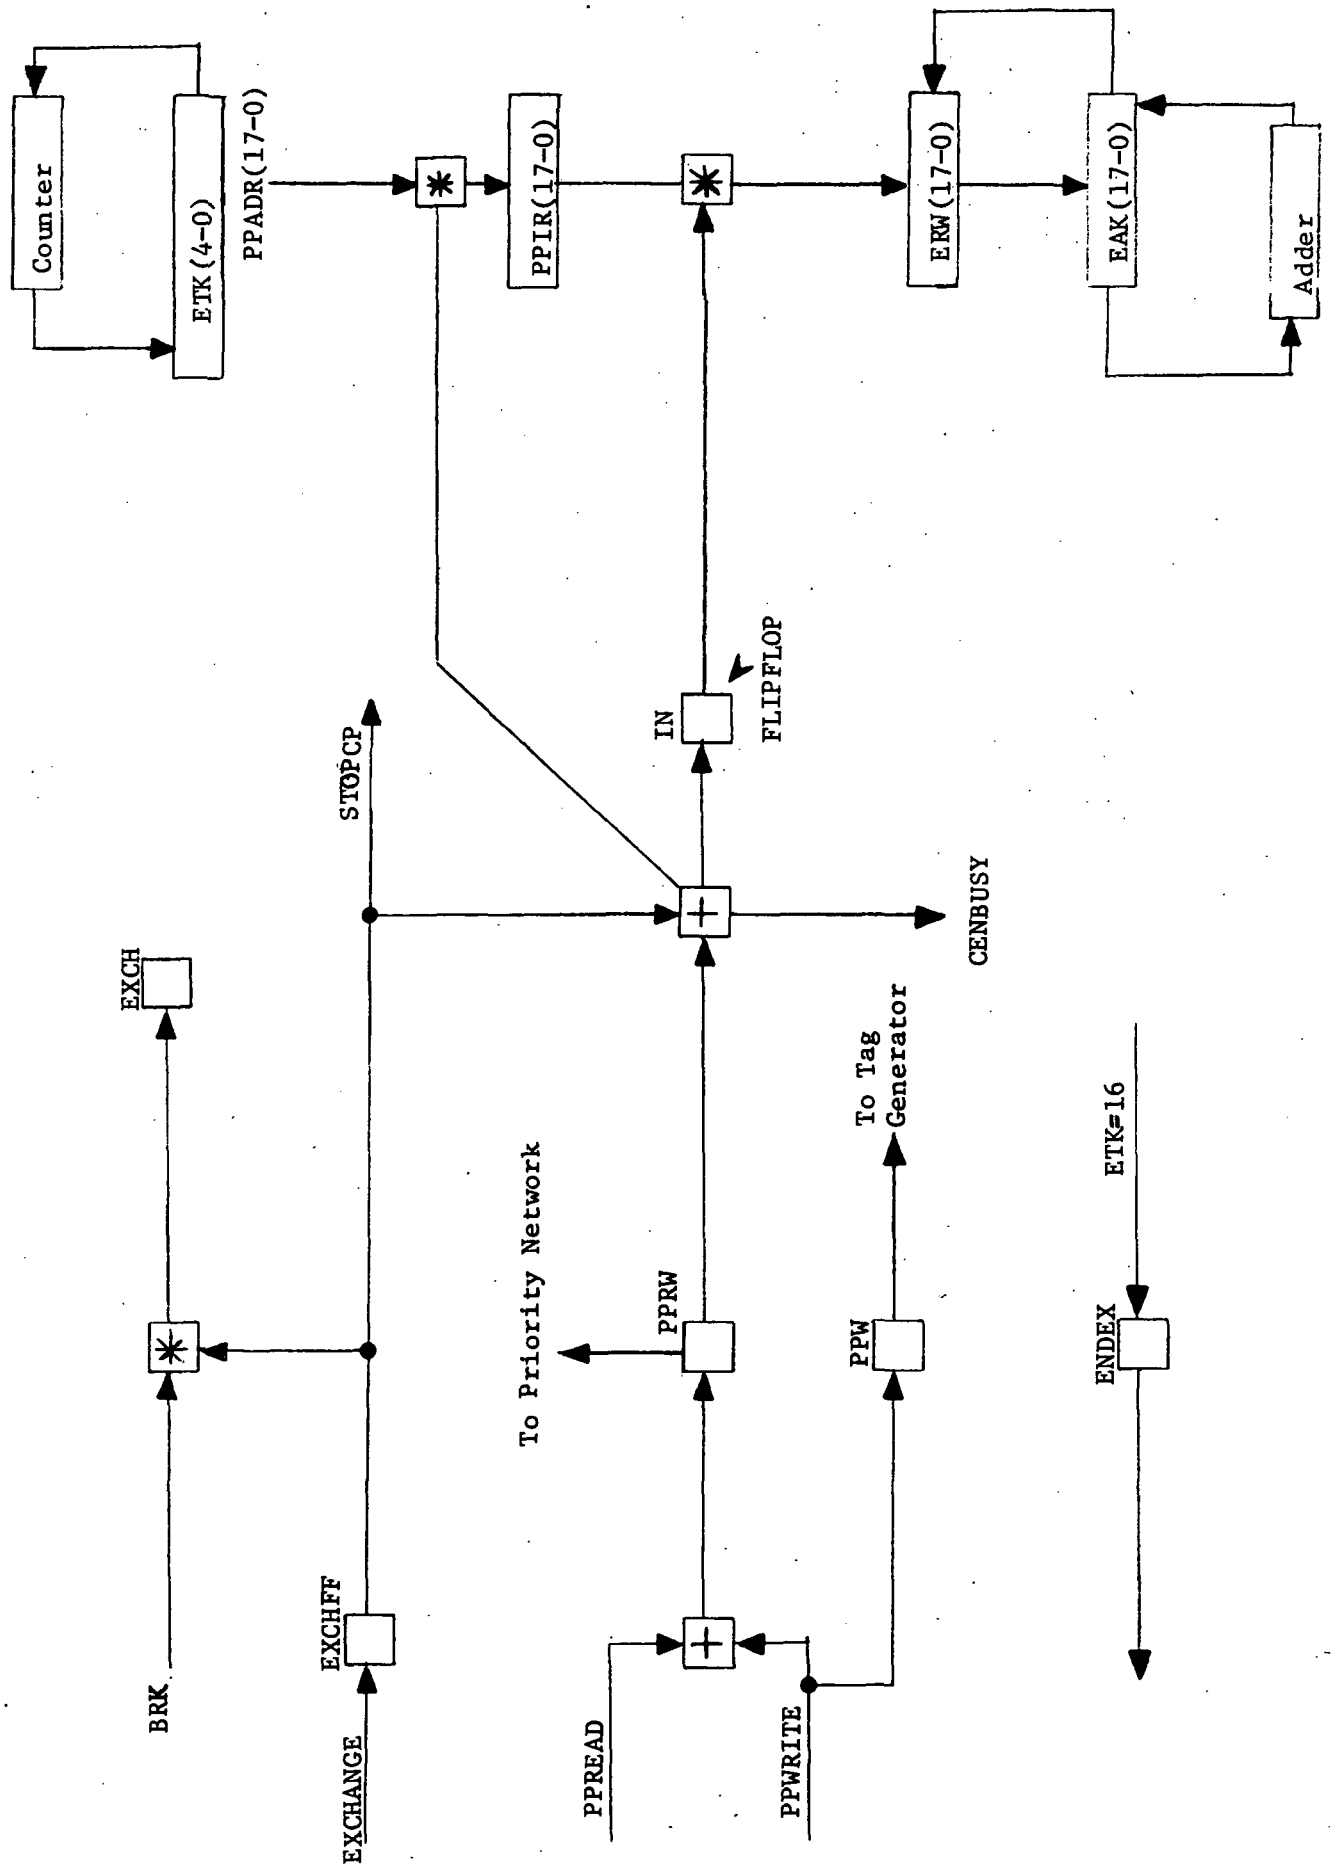 BRK
EXCH
EXCHANGE
EXCHFF
STOPCP
PPREAD
PPWRITE
To Priority Network
PPRW
PPW
To Tag
Generator
+
+
*
*
*
IN
FLIPFLOP
CENBUSY
ENDEX
ETK=16
Counter
ETK(4-0)
PPADR(17-0)
PPIR(17-0)
ERW(17-0)
EAK(17-0)
Adder